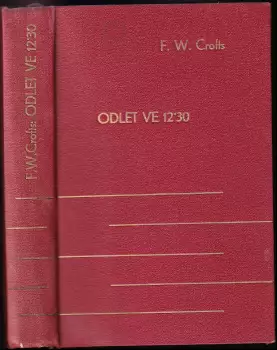 F. W. Crofts
ODLET VE 12'30
F.W.Crofts: ODLET VE 12'30